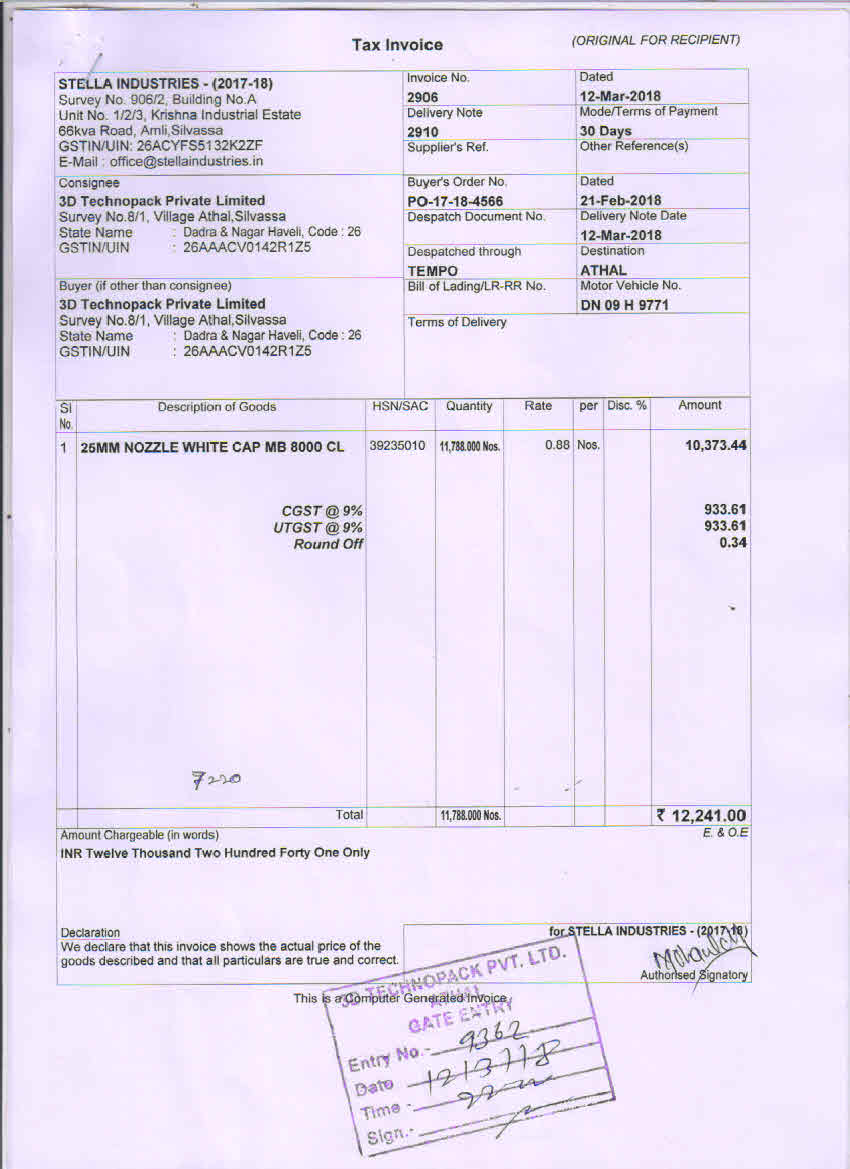 Tax Invoice
(ORIGINAL FOR RECIPIENT)
STELLA INDUSTRIES - (2017-18)
Survey No. 906/2, Building No.A
Unit No. 1/2/3, Krishna Industrial Estate
66kva Road, Amli,Silvassa
GSTIN/UIN: 26ACYFS5132K2ZF
E-Mail : office@stellaindustries.in
Invoice No.
2906
Dated
12-Mar-2018
Delivery Note
2910
Mode/Terms of Payment
30 Days
Supplier's Ref.
Other Reference(s)
Consignee
3D Technopack Private Limited
Survey No.8/1, Village Athal,Silvassa
State Name : Dadra & Nagar Haveli, Code : 26
GSTIN/UIN : 26AAACV0142R1Z5
Buyer's Order No.
PO-17-18-4566
Dated
21-Feb-2018
Despatch Document No.
Delivery Note Date
12-Mar-2018
Despatched through
TEMPO
Destination
ATHAL
Buyer (if other than consignee)
3D Technopack Private Limited
Survey No.8/1, Village Athal,Silvassa
State Name : Dadra & Nagar Haveli, Code : 26
GSTIN/UIN : 26AAACV0142R1Z5
Bill of Lading/LR-RR No.
Motor Vehicle No.
DN 09 H 9771
Terms of Delivery
Sl No. Description of Goods HSN/SAC Quantity Rate per Disc. % Amount
1 25MM NOZZLE WHITE CAP MB 8000 CL 39235010 11,788.000 Nos. 0.88 Nos. 10,373.44
CGST @ 9% 933.61
UTGST @ 9% 933.61
Round Off 0.34
7220
Total 11,788.000 Nos. ₹ 12,241.00
Amount Chargeable (in words) E. & O.E
INR Twelve Thousand Two Hundred Forty One Only
Declaration
We declare that this invoice shows the actual price of the
goods described and that all particulars are true and correct.
for STELLA INDUSTRIES - (2017-18)
Authorised Signatory
This is a Computer Generated Invoice
3D TECHNOPACK PVT. LTD.
ATHAL
GATE ENTRY
Entry No.- 9362
Date 12/3/18
Time -
Sign.-